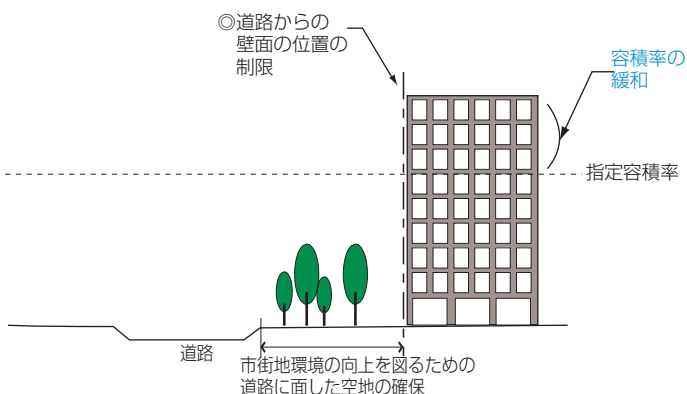 ◎道路からの
壁面の位置の
制限
容積率の
緩和
指定容積率
道路
市街地環境の向上を図るための
道路に面した空地の確保